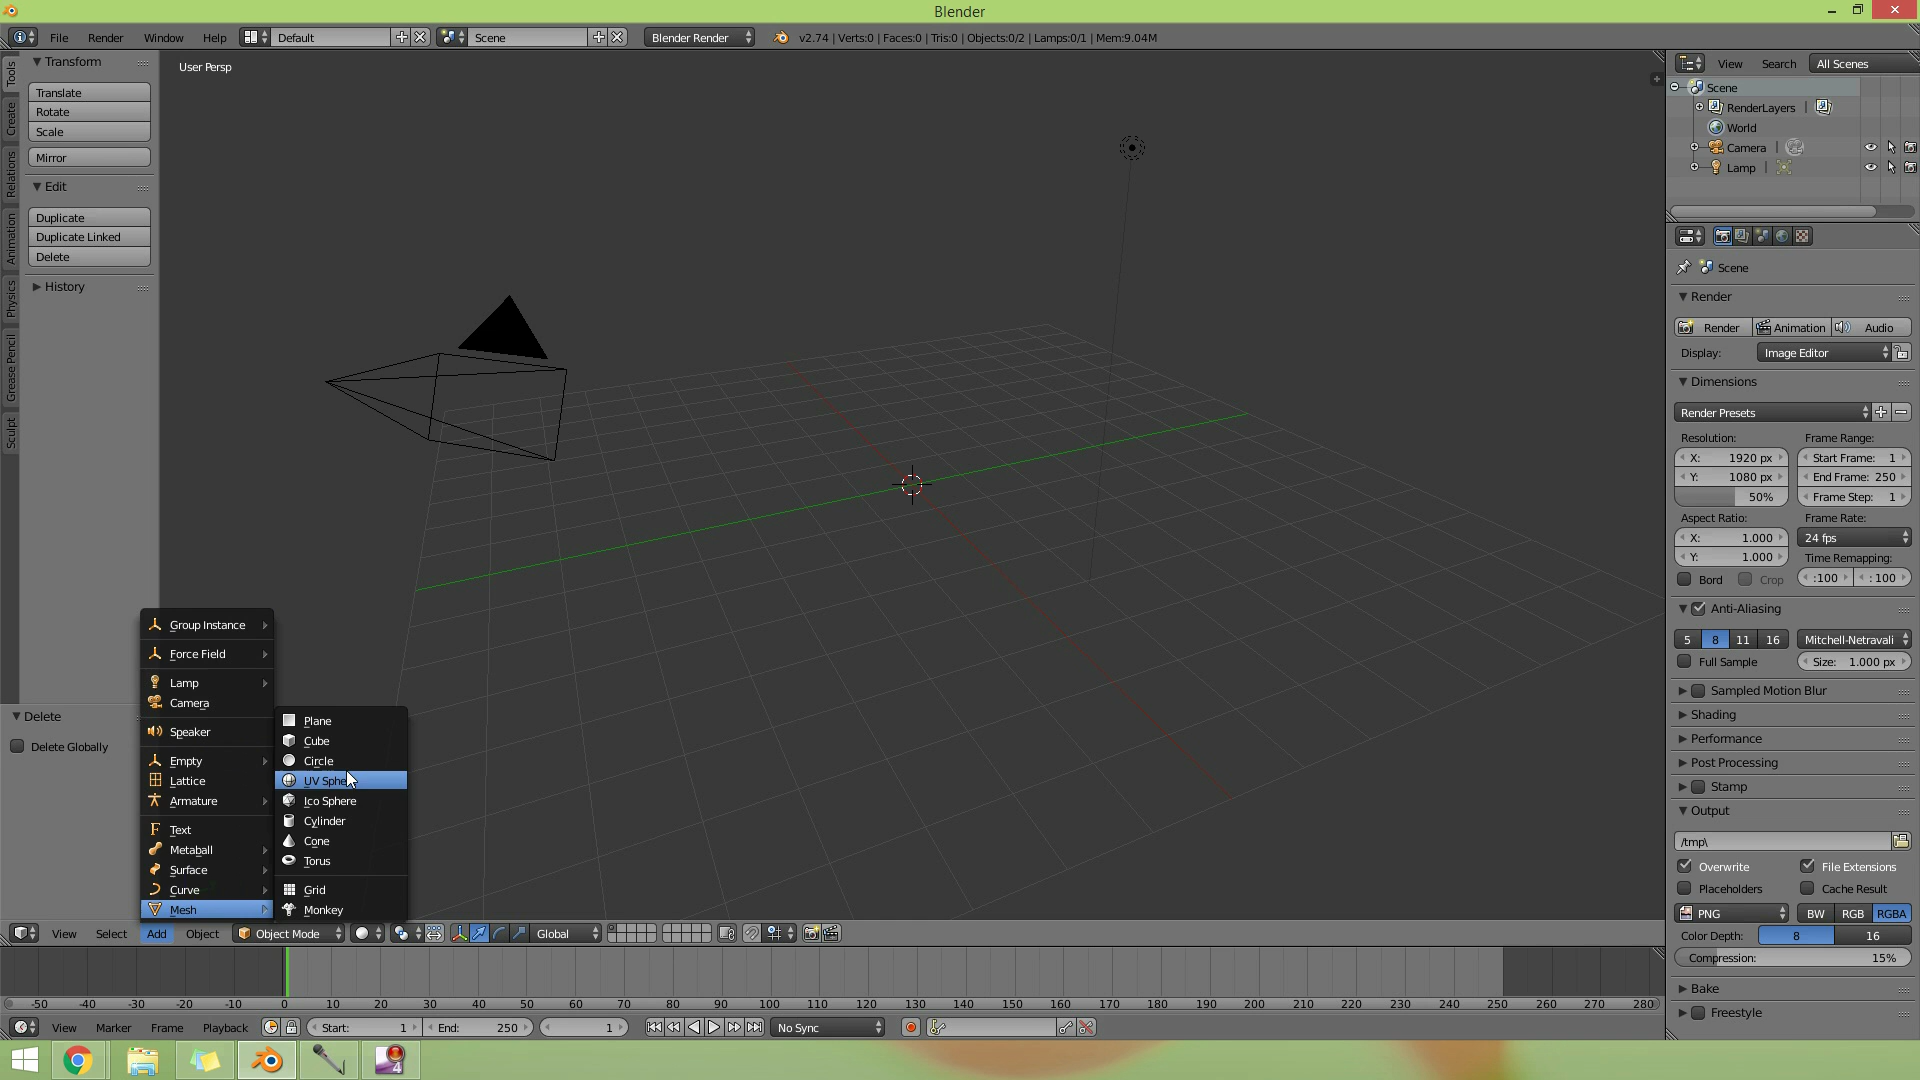 Blender
File Render Window Help Default Scene Blender Render v2.74 | Verts:0 | Faces:0 | Tris:0 | Objects:0/2 | Lamps:0/1 | Mem:9.04M
Tools
Create
Relations
Animation
Physics
Grease Pencil
Sculpt
Transform
Translate
Rotate
Scale
Mirror
Edit
Duplicate
Duplicate Linked
Delete
History
Delete
Delete Globally
User Persp
Group Instance
Force Field
Lamp
Camera
Speaker
Empty
Lattice
Armature
Text
Metaball
Surface
Curve
Mesh
Plane
Cube
Circle
UV Sphe
Ico Sphere
Cylinder
Cone
Torus
Grid
Monkey
View Select Add Object Object Mode Global
-50 -40 -30 -20 -10 0 10 20 30 40 50 60 70 80 90 100 110 120 130 140 150 160 170 180 190 200 210 220 230 240 250 260 270 280
View Marker Frame Playback Start: 1 End: 250 1 No Sync
View Search All Scenes
Scene
RenderLayers |
World
Camera |
Lamp |
Scene
Render
Render Animation Audio
Display: Image Editor
Dimensions
Render Presets
Resolution: Frame Range:
X: 1920 px Start Frame: 1
Y: 1080 px End Frame: 250
50% Frame Step: 1
Aspect Ratio: Frame Rate:
X: 1.000 24 fps
Y: 1.000 Time Remapping:
Bord Crop :100 : 100
Anti-Aliasing
5 8 11 16 Mitchell-Netravali
Full Sample Size: 1.000 px
Sampled Motion Blur
Shading
Performance
Post Processing
Stamp
Output
/tmp\
Overwrite File Extensions
Placeholders Cache Result
PNG BW RGB RGBA
Color Depth: 8 16
Compression: 15%
Bake
Freestyle
4